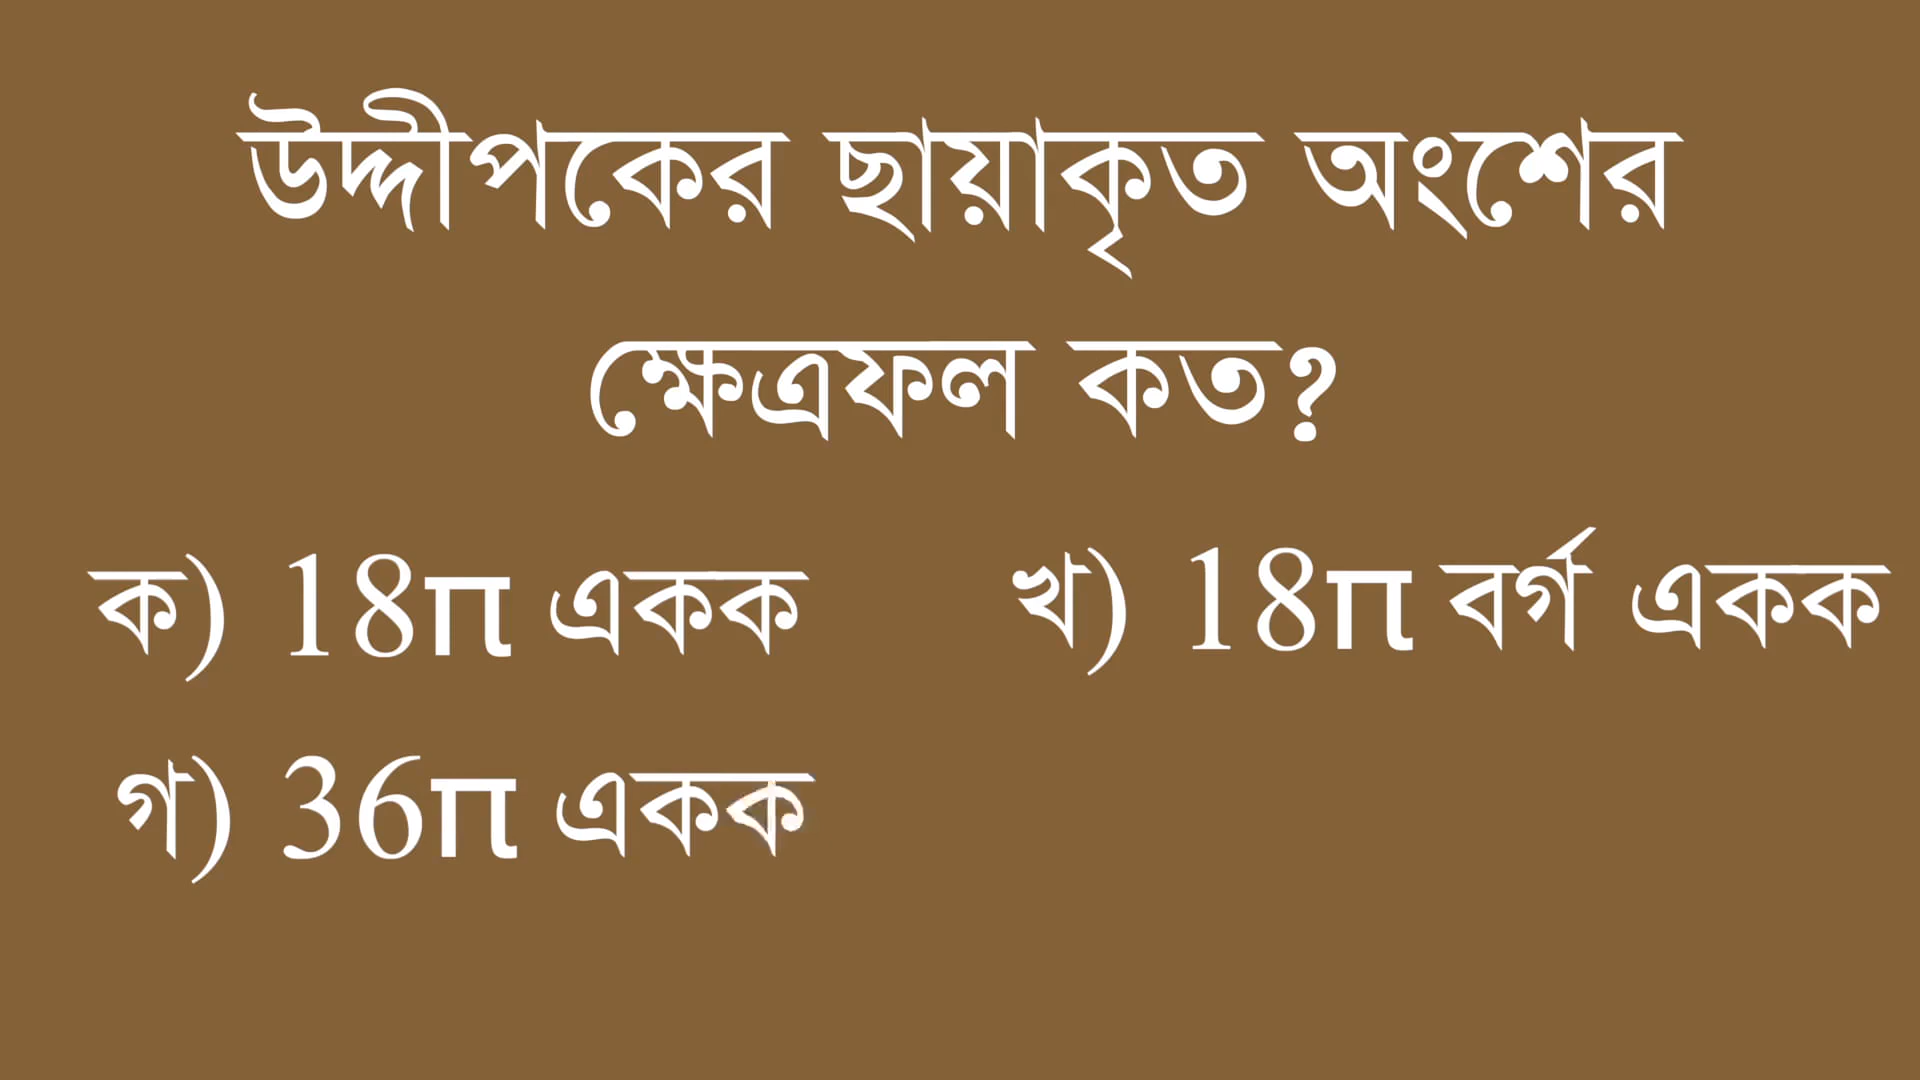 উদ্দীপকের ছায়াকৃত অংশের
ক্ষেত্রফল কত?
ক) 18π একক খ) 18π বর্গ একক
গ) 36π একক